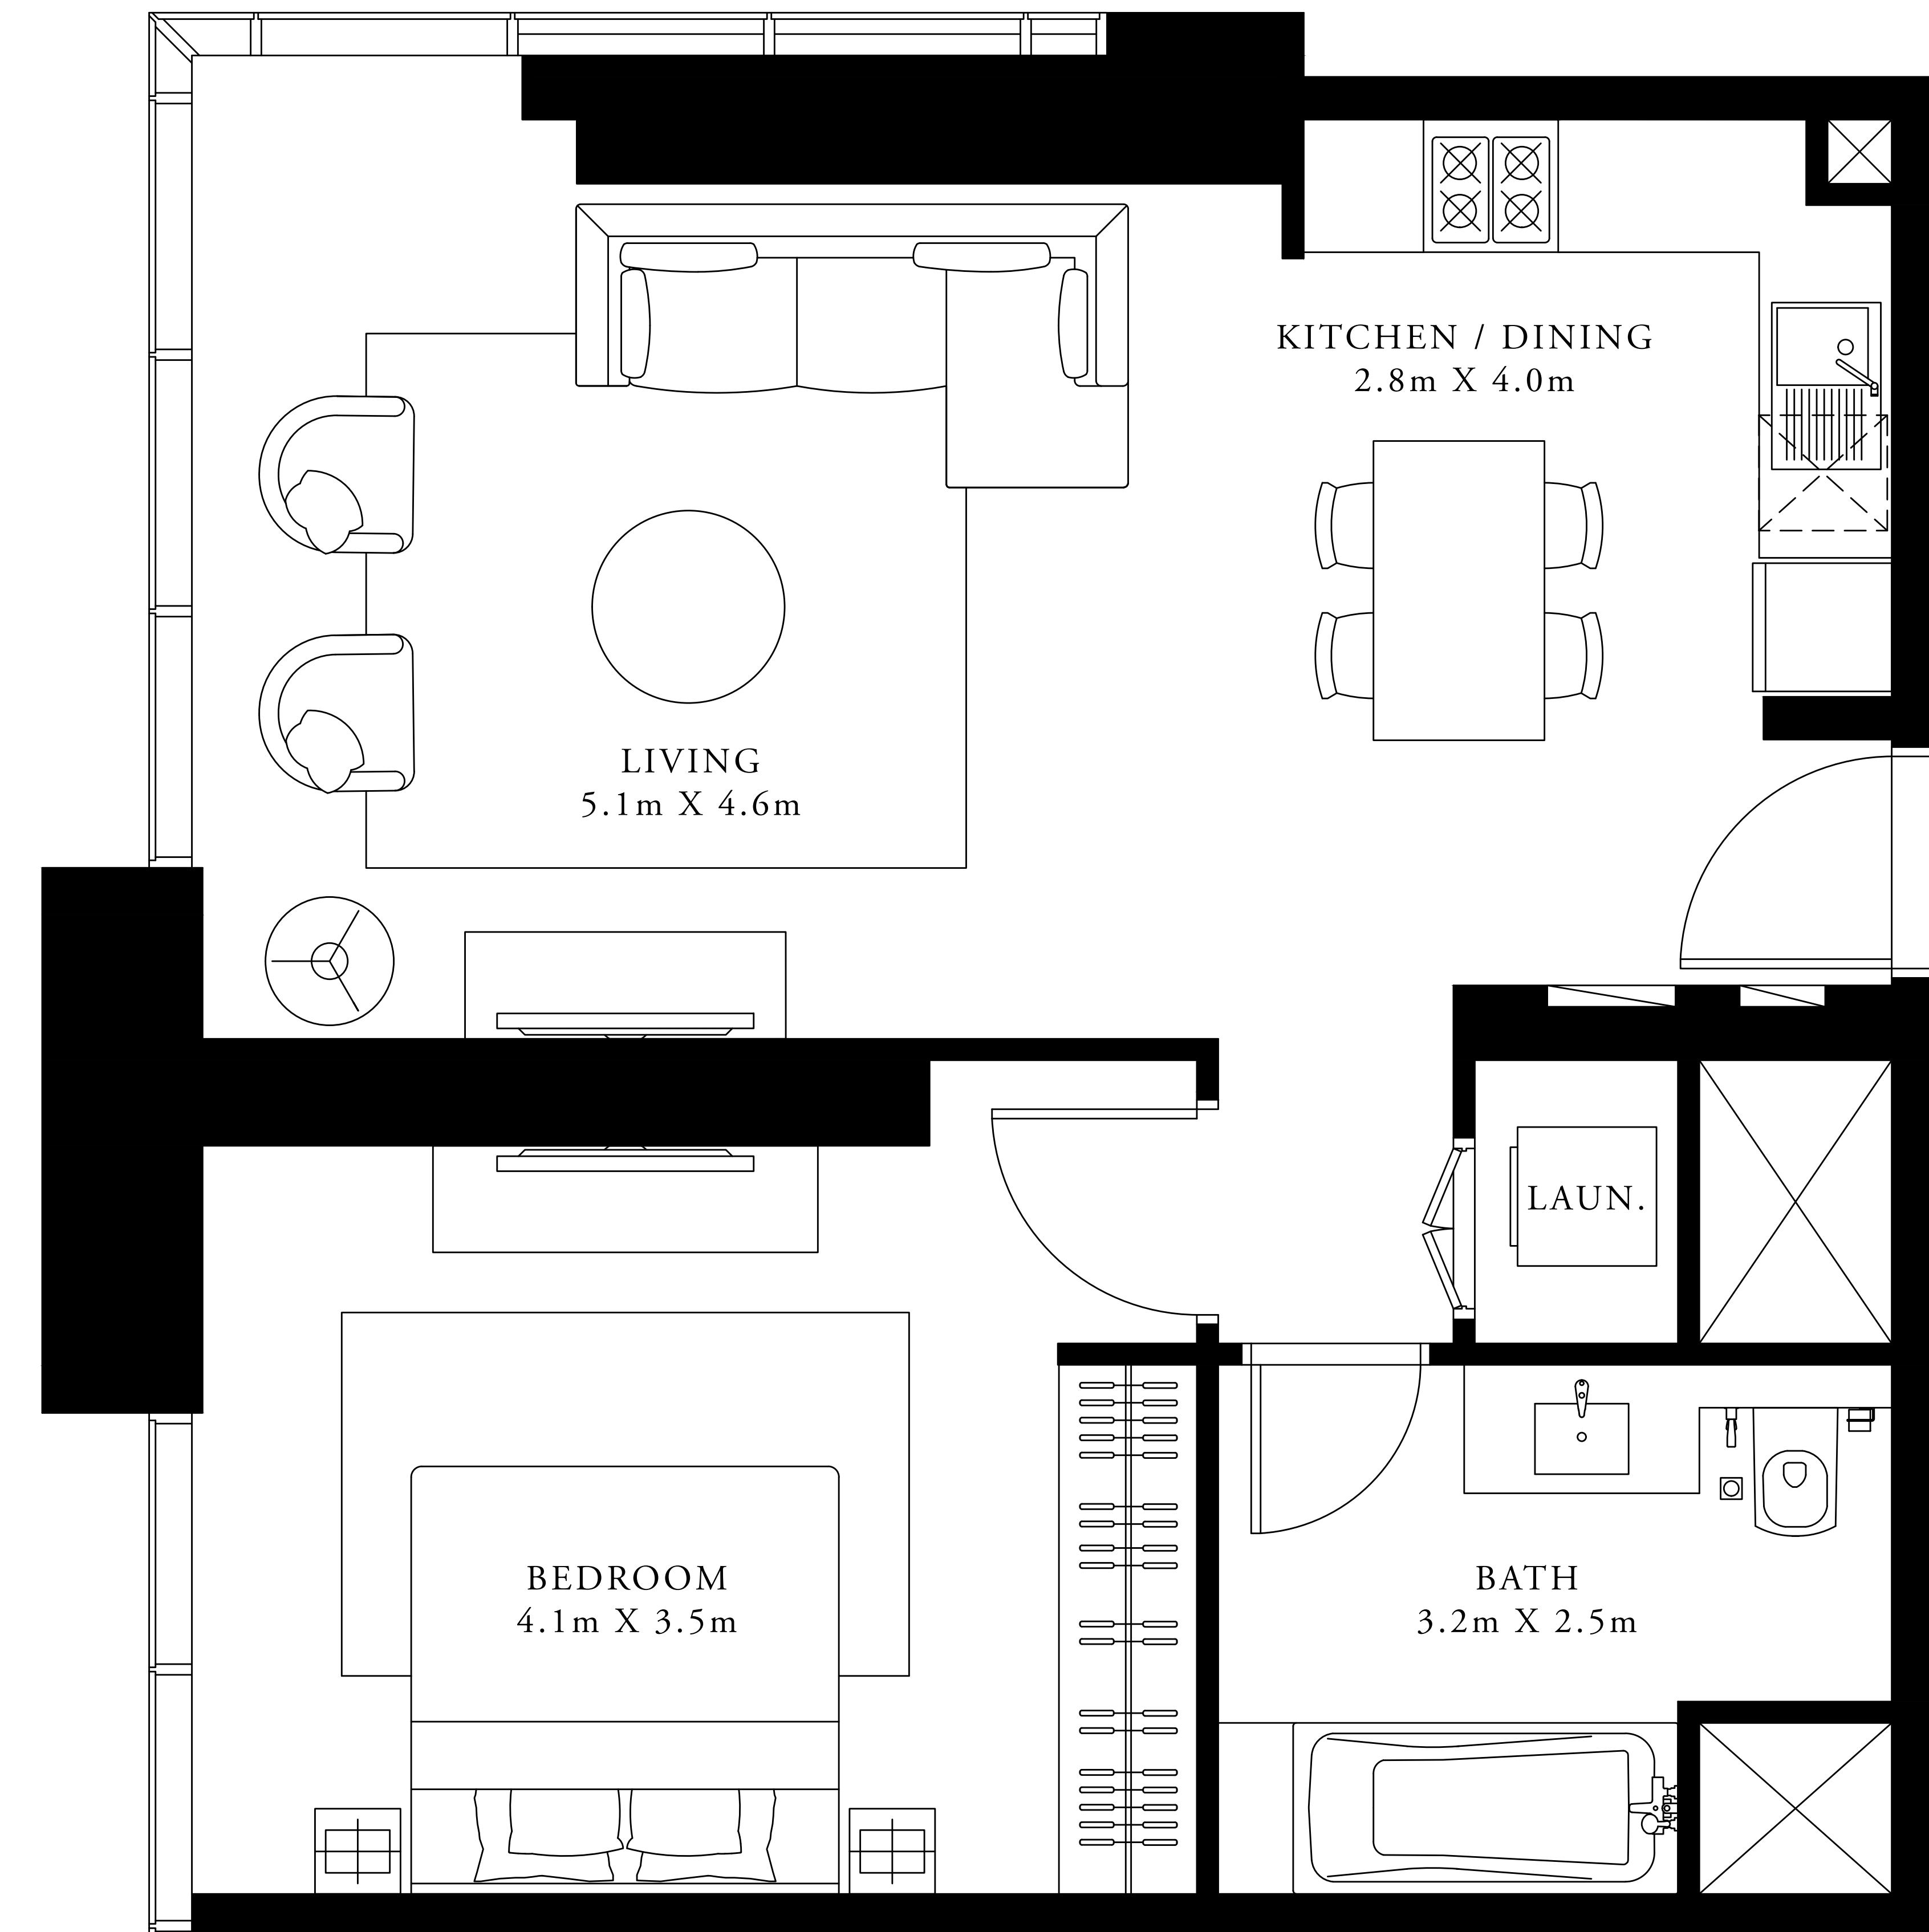 KITCHEN / DINING
2.8m X 4.0m
LIVING
5.1m X 4.6m
LAUN.
BEDROOM
4.1m X 3.5m
BATH
3.2m X 2.5m